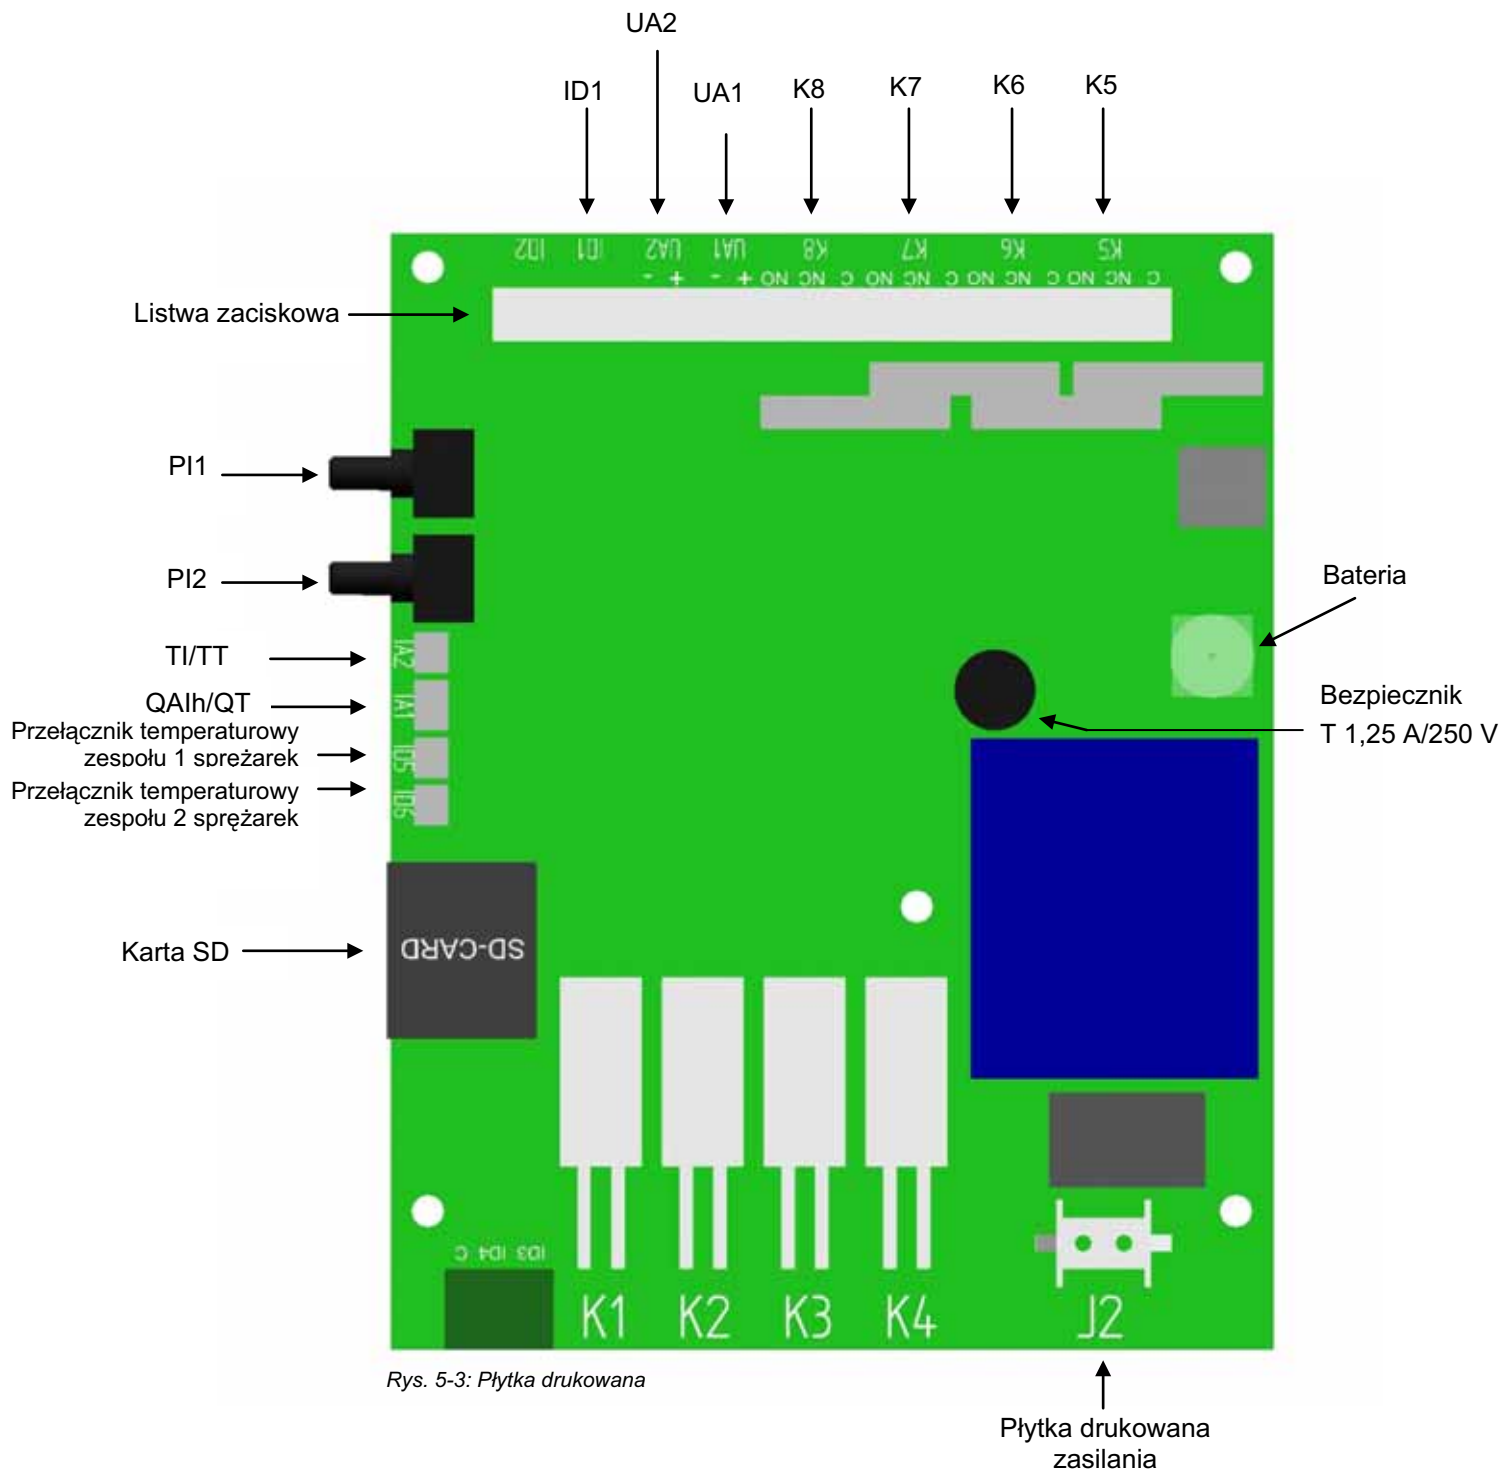 UA2
ID1
UA1
K8
K7
K6
K5
ID2 ID1 UA2 UA1 K8 K7 K6 K5
- + - + NO NC C NO NC C NO NC C NO NC C
Listwa zaciskowa
PI1
PI2
Bateria
TI/TT
UA2
QAIh/QT
IA1
Bezpiecznik
T 1,25 A/250 V
Przełącznik temperaturowy
zespołu 1 sprężarek
ID5
Przełącznik temperaturowy
zespołu 2 sprężarek
ID6
Karta SD
SD-CARD
ID3 ID4 C
K1 K2 K3 K4 J2
Rys. 5-3: Płytka drukowana
Płytka drukowana
zasilania